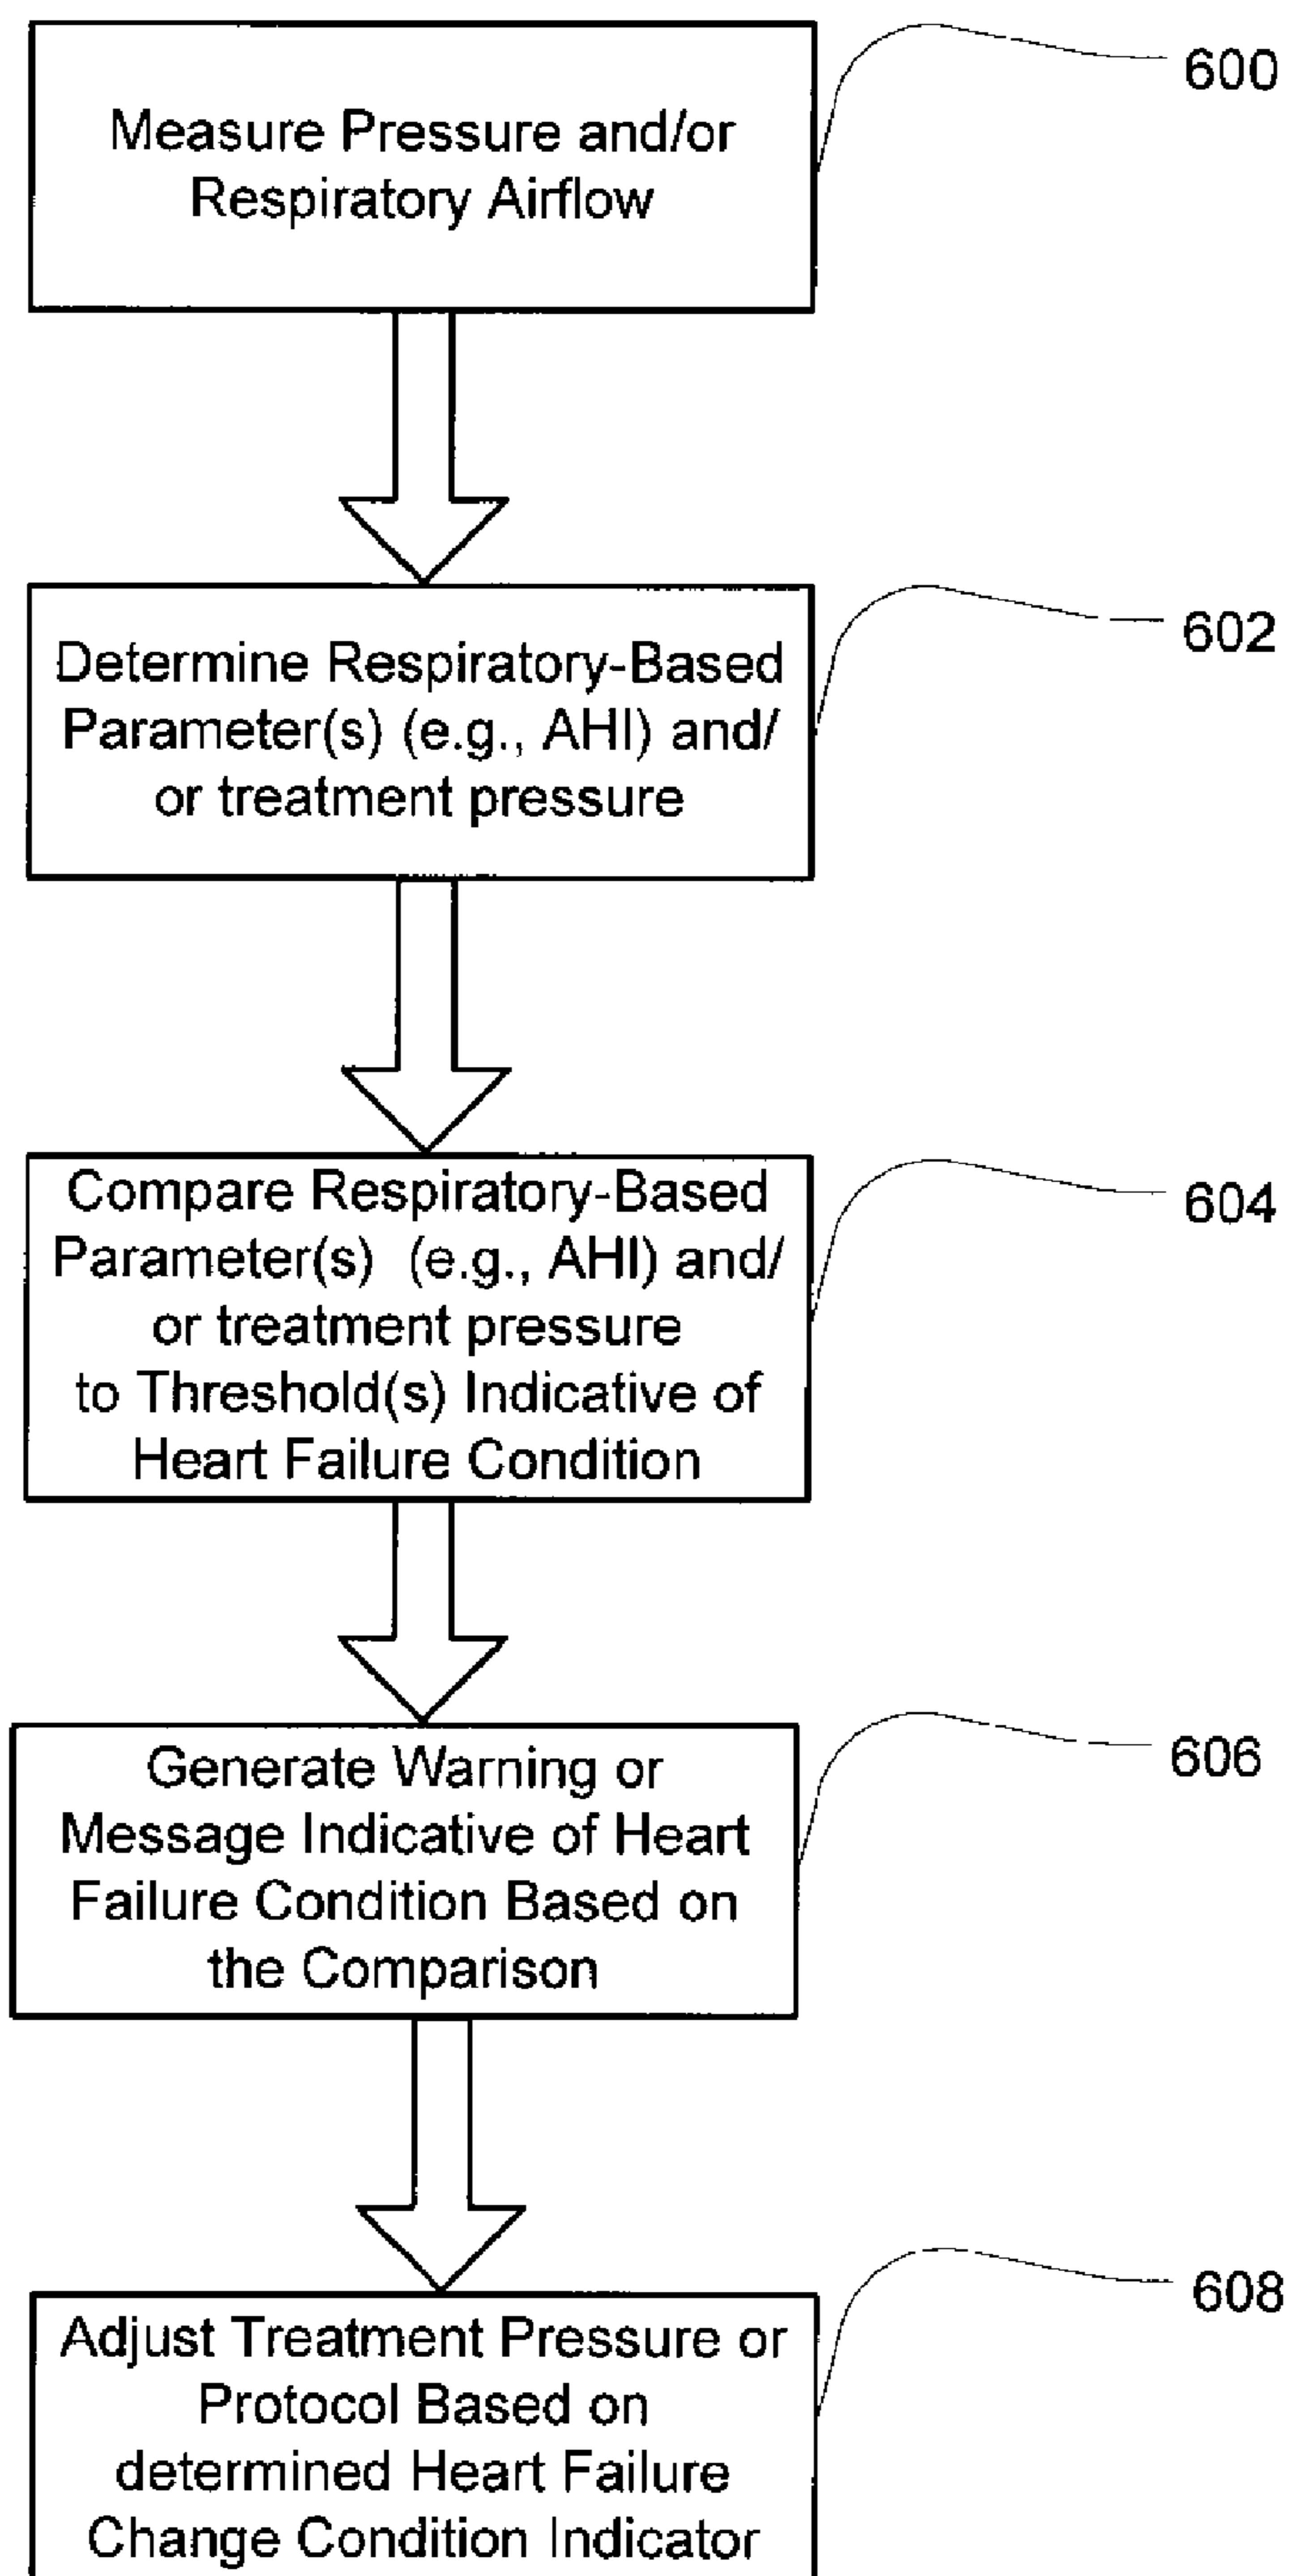 Measure Pressure and/or
Respiratory Airflow
600
Determine Respiratory-Based
Parameter(s) (e.g., AHI) and/
or treatment pressure
602
Compare Respiratory-Based
Parameter(s) (e.g., AHI) and/
or treatment pressure
to Threshold(s) Indicative of
Heart Failure Condition
604
Generate Warning or
Message Indicative of Heart
Failure Condition Based on
the Comparison
606
Adjust Treatment Pressure or
Protocol Based on
determined Heart Failure
Change Condition Indicator
608